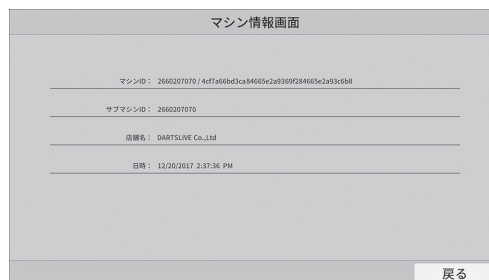 マシン情報画面
マシンID： 2660207070 / 4cf7a66bd3ca84665e2a9369f284665e2a93c6b8
サブマシンID： 2660207070
店舗名： DARTSLIVE Co.,Ltd
日時： 12/20/2017 2:37:36 PM
戻る